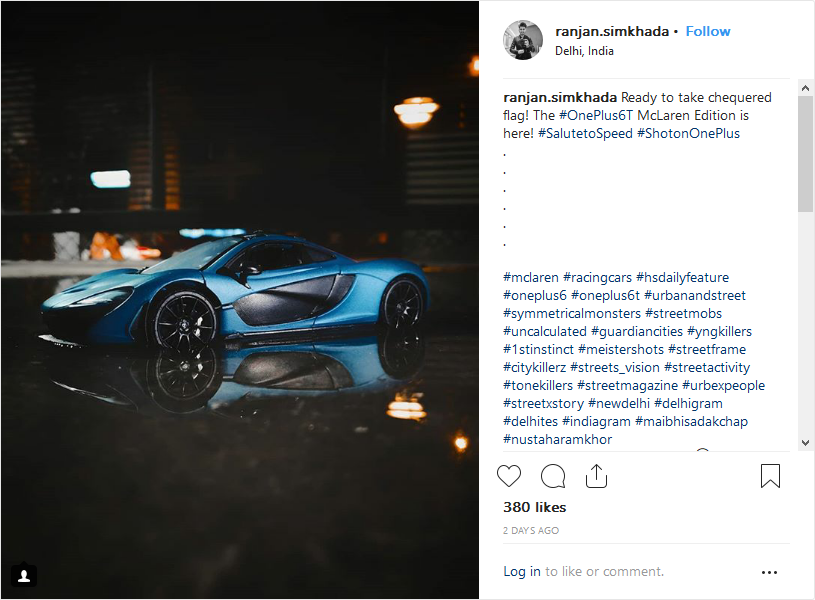 ranjan.simkhada • Follow
Delhi, India
ranjan.simkhada Ready to take chequered
flag! The #OnePlus6T McLaren Edition is
here! #SalutetoSpeed #ShotonOnePlus
.
.
.
.
.
.
#mclaren #racingcars #hsdailyfeature
#oneplus6 #oneplus6t #urbanandstreet
#symmetricalmonsters #streetmobs
#uncalculated #guardiancities #yngkillers
#1stinstinct #meistershots #streetframe
#citykillerz #streets_vision #streetactivity
#tonekillers #streetmagazine #urbexpeople
#streetxstory #newdelhi #delhigram
#delhites #indiagram #maibhisadakchap
#nustaharamkhor
380 likes
2 DAYS AGO
Log in to like or comment.